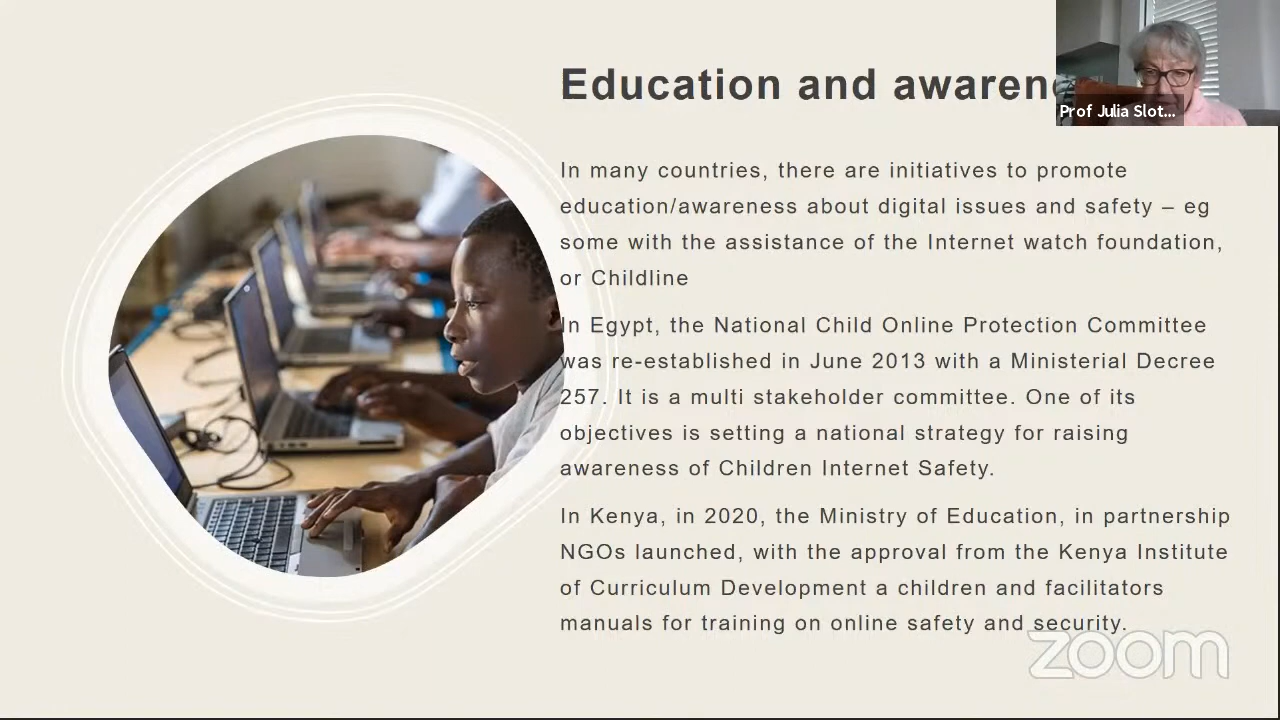 Education and awaren
Prof Julia Slot...
In many countries, there are initiatives to promote
education/awareness about digital issues and safety – eg
some with the assistance of the Internet watch foundation,
or Childline
In Egypt, the National Child Online Protection Committee
was re-established in June 2013 with a Ministerial Decree
257. It is a multi stakeholder committee. One of its
objectives is setting a national strategy for raising
awareness of Children Internet Safety.
In Kenya, in 2020, the Ministry of Education, in partnership
NGOs launched, with the approval from the Kenya Institute
of Curriculum Development a children and facilitators
manuals for training on online safety and security.
zoom